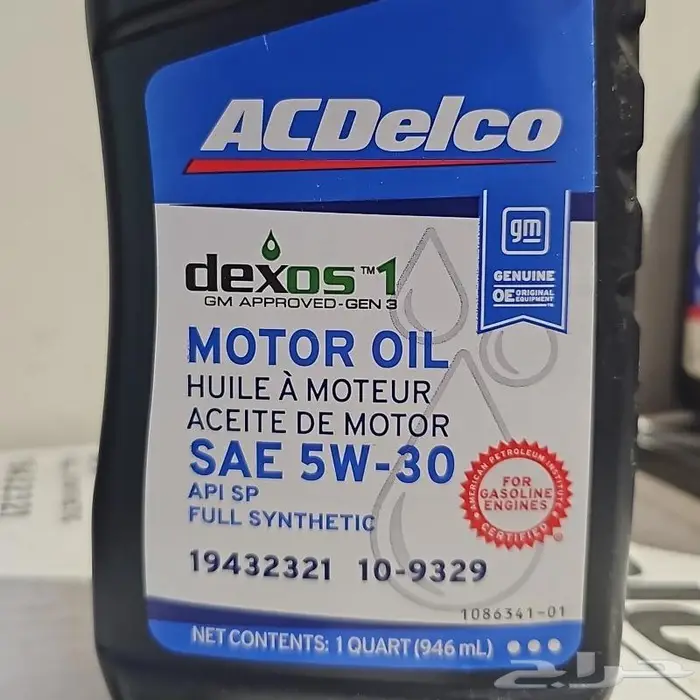 ACDelco
gm
GENUINE
OE ORIGINAL EQUIPMENT
dexos™1
GM APPROVED-GEN 3
MOTOR OIL
HUILE À MOTEUR
ACEITE DE MOTOR
SAE 5W-30
API SP
FULL SYNTHETIC
AMERICAN PETROLEUM INSTITUTE
FOR
GASOLINE
ENGINES
CERTIFIED
®
19432321 10-9329
1086341-01
NET CONTENTS: 1 QUART (946 mL)
حراج